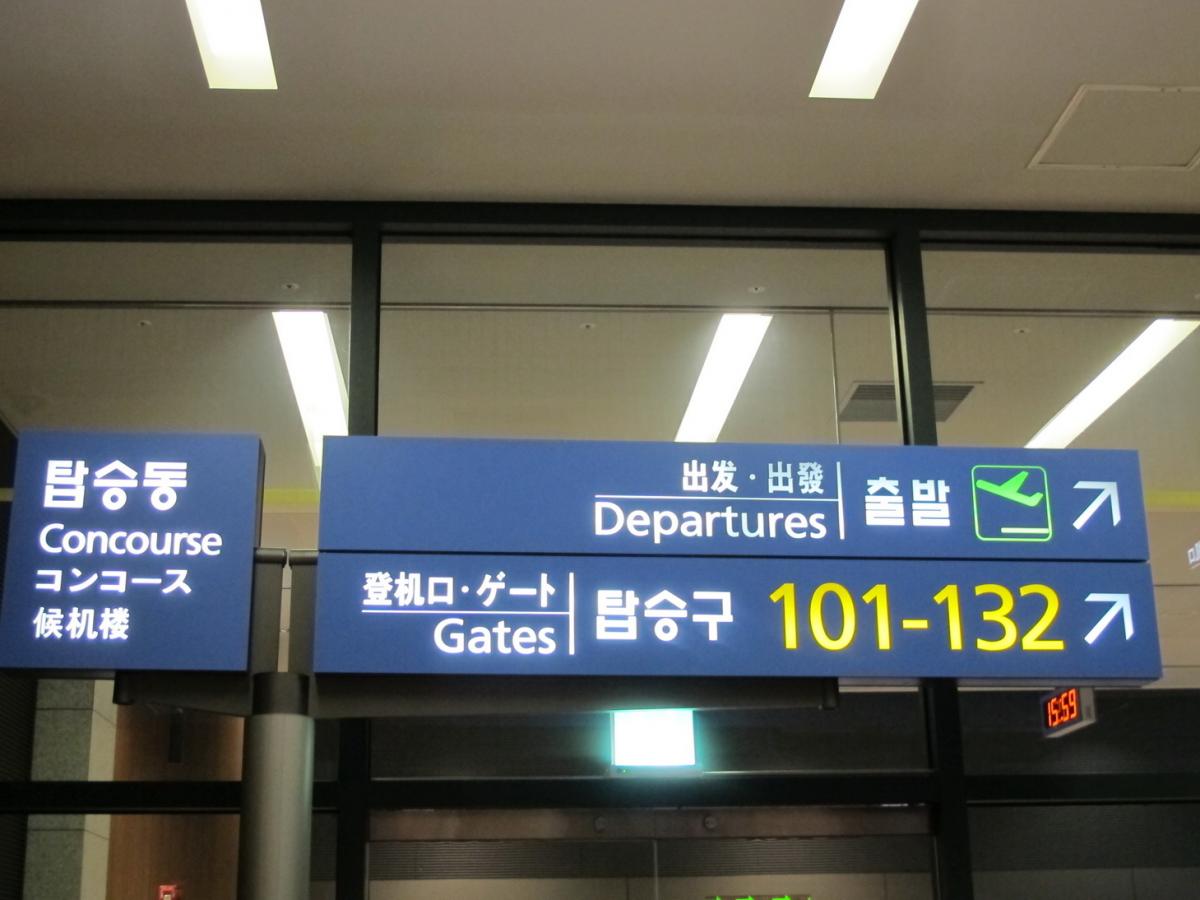 탑승동
Concourse
コンコース
候机楼
出发·出發
Departures
출발
登机口·ゲート
Gates
탑승구
101-132
15:59